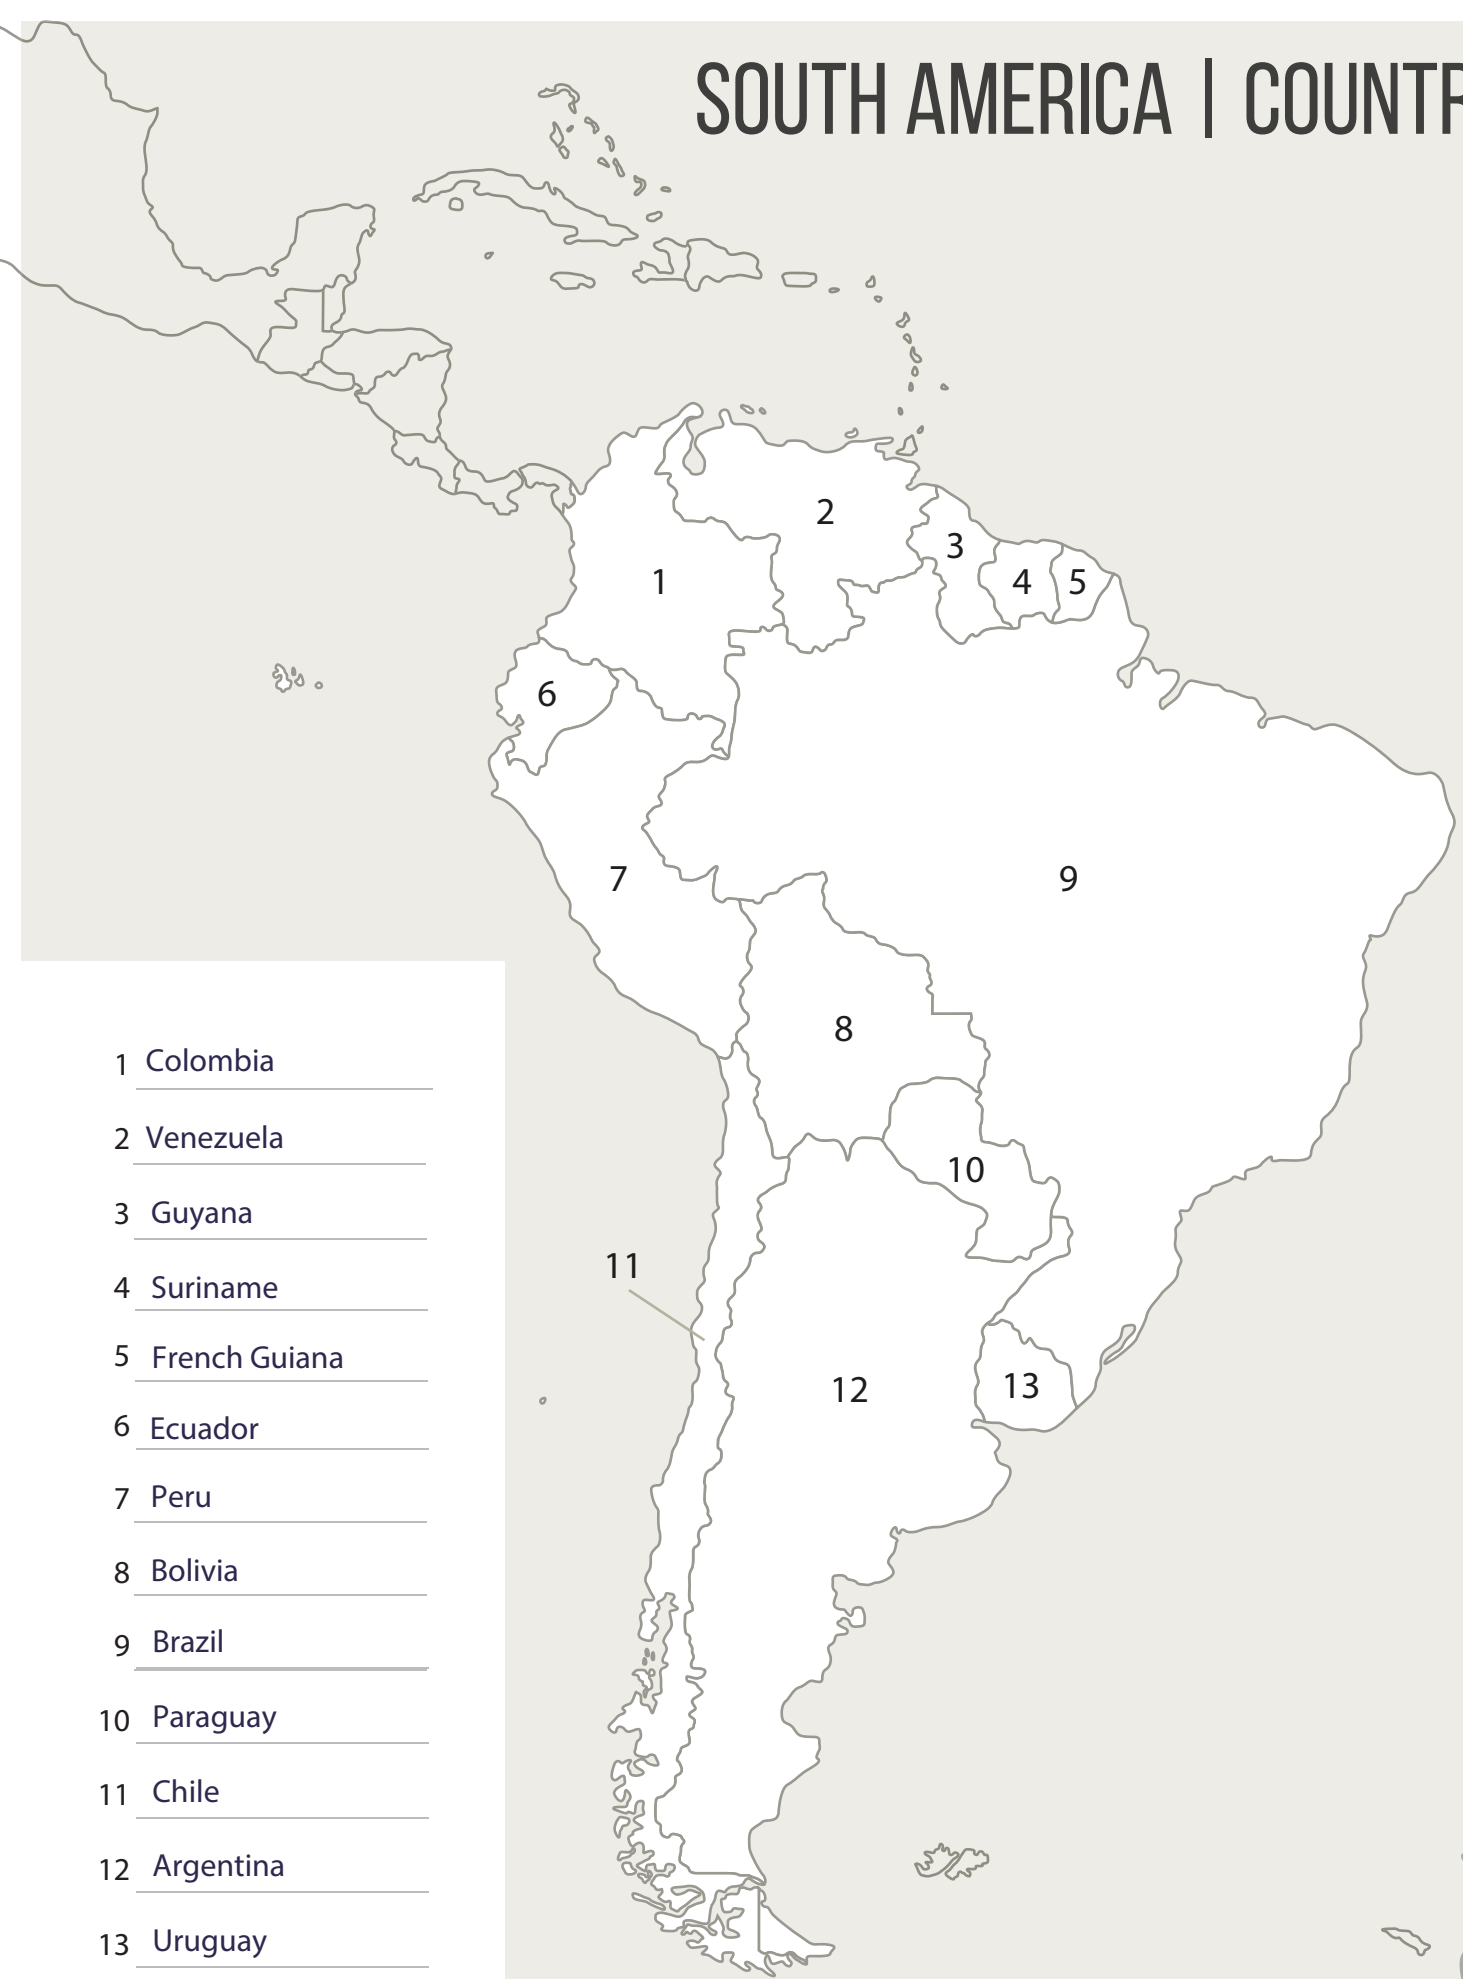 SOUTH AMERICA | COUNTR
2
3
1
4
5
6
7
9
8
10
11
12
13
1 Colombia
2 Venezuela
3 Guyana
4 Suriname
5 French Guiana
6 Ecuador
7 Peru
8 Bolivia
9 Brazil
10 Paraguay
11 Chile
12 Argentina
13 Uruguay